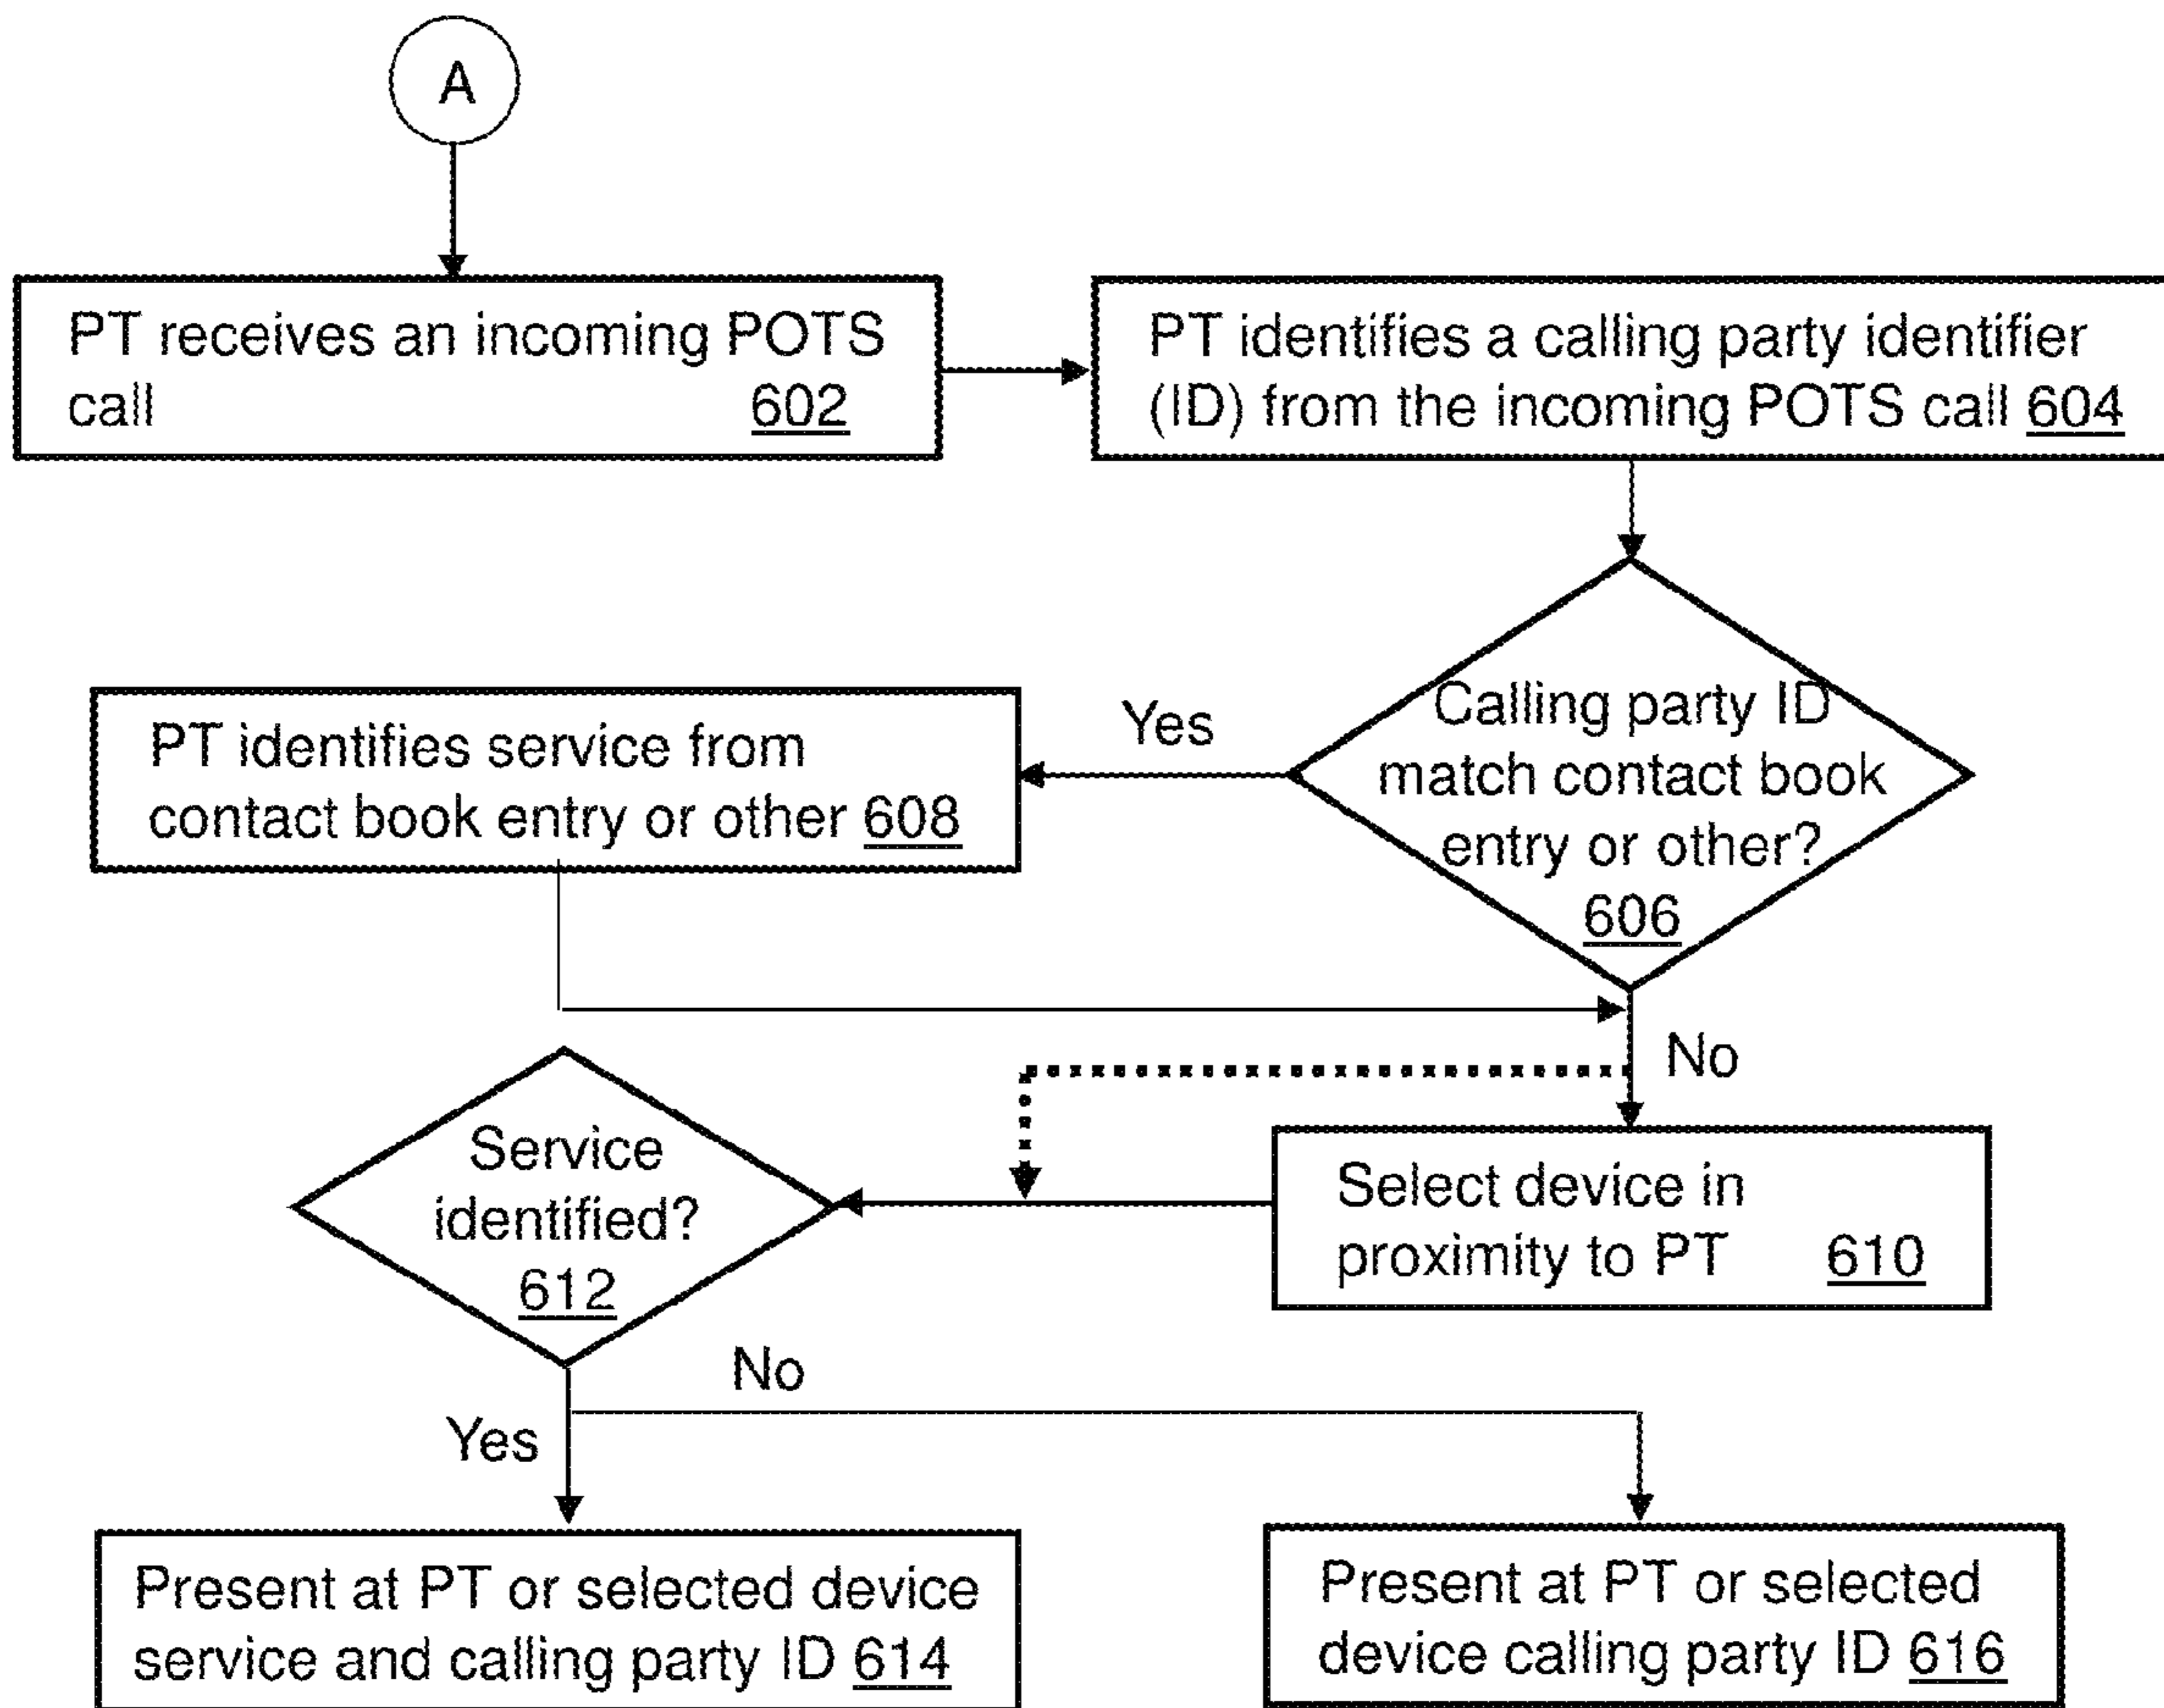 A
PT receives an incoming POTS
call 602
PT identifies a calling party identifier
(ID) from the incoming POTS call 604
Calling party ID
match contact book
entry or other?
606
Yes
PT identifies service from
contact book entry or other 608
No
Select device in
proximity to PT 610
Service
identified?
612
No
Yes
Present at PT or selected device
service and calling party ID 614
Present at PT or selected
device calling party ID 616